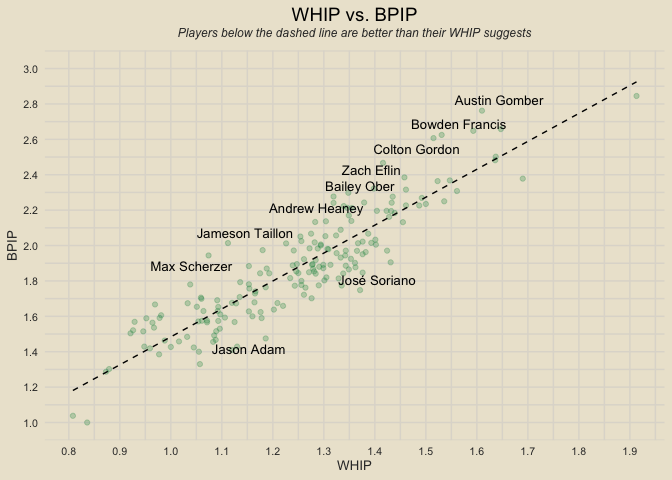 WHIP vs. BPIP
Players below the dashed line are better than their WHIP suggests
3.0
2.8
2.6
2.4
2.2
2.0
1.8
1.6
1.4
1.2
1.0
BPIP
Austin Gomber
Bowden Francis
Colton Gordon
Zach Eflin
Bailey Ober
Andrew Heaney
Jameson Taillon
Max Scherzer
José Soriano
Jason Adam
0.8 0.9 1.0 1.1 1.2 1.3 1.4 1.5 1.6 1.7 1.8 1.9
WHIP